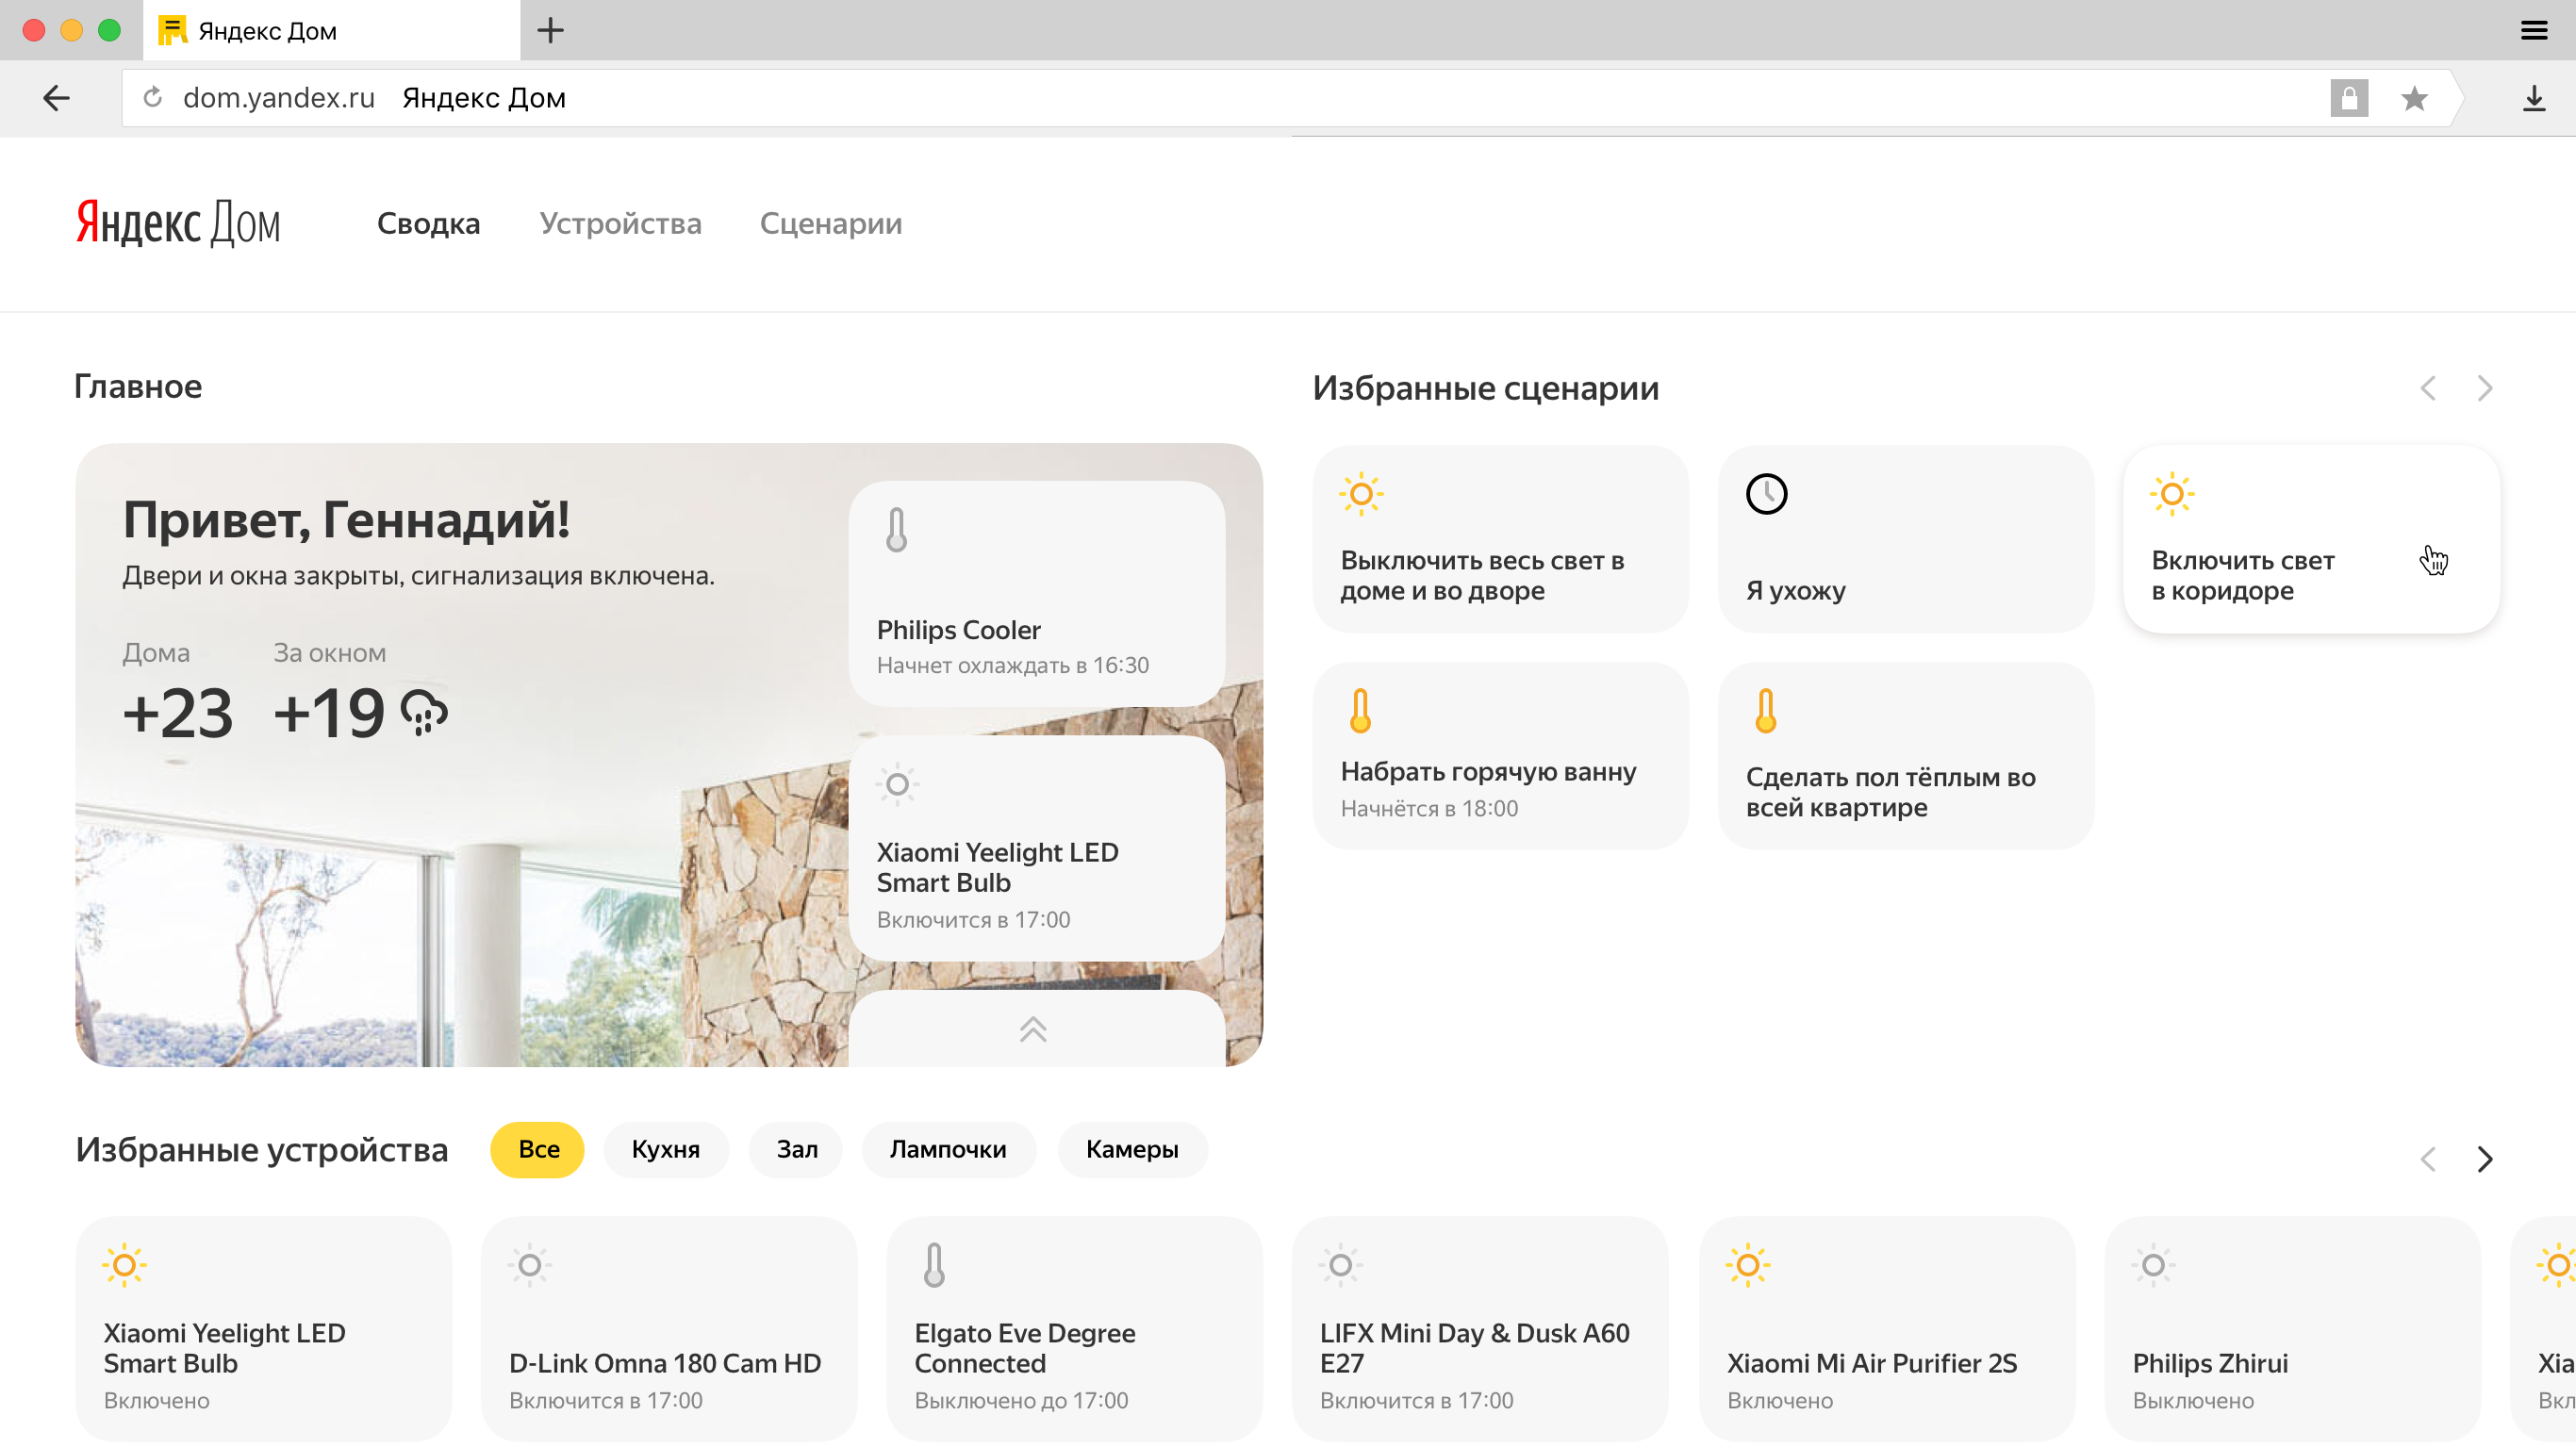 Яндекс Дом
dom.yandex.ru Яндекс Дом
Яндекс Дом
Сводка Устройства Сценарии
Главное
Привет, Геннадий!
Двери и окна закрыты, сигнализация включена.
Дома За окном
+23 +19
Philips Cooler
Начнет охлаждать в 16:30
Xiaomi Yeelight LED
Smart Bulb
Включится в 17:00
Избранные сценарии
Выключить весь свет в
доме и во дворе
Я ухожу
Включить свет
в коридоре
Набрать горячую ванну
Начнётся в 18:00
Сделать пол тёплым во
всей квартире
Избранные устройства Все Кухня Зал Лампочки Камеры
Xiaomi Yeelight LED
Smart Bulb
Включено
D-Link Omna 180 Cam HD
Включится в 17:00
Elgato Eve Degree
Connected
Выключено до 17:00
LIFX Mini Day & Dusk A60
E27
Включится в 17:00
Xiaomi Mi Air Purifier 2S
Включено
Philips Zhirui
Выключено
Xia
Вкл